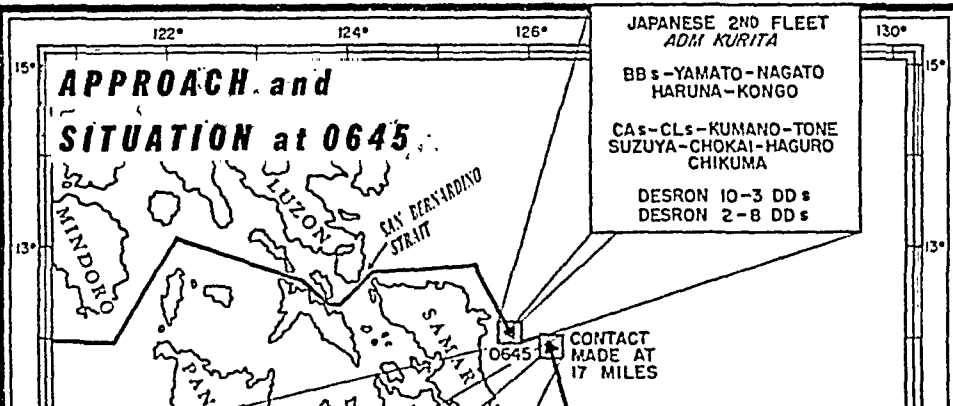 122°
124°
126°
130°
15°
15°
APPROACH and
SITUATION at 0645
JAPANESE 2ND FLEET
ADM KURITA
BBs-YAMATO-NAGATO
HARUNA-KONGO
CAs-CLs-KUMANO-TONE
SUZUYA-CHOKAI-HAGURO
CHIKUMA
DESRON 10-3 DDs
DESRON 2-8 DDs
LUZON
SAN BERNARDINO
STRAIT
MINDORO
13°
13°
SAMAR
0645
CONTACT
MADE AT
17 MILES
PAN